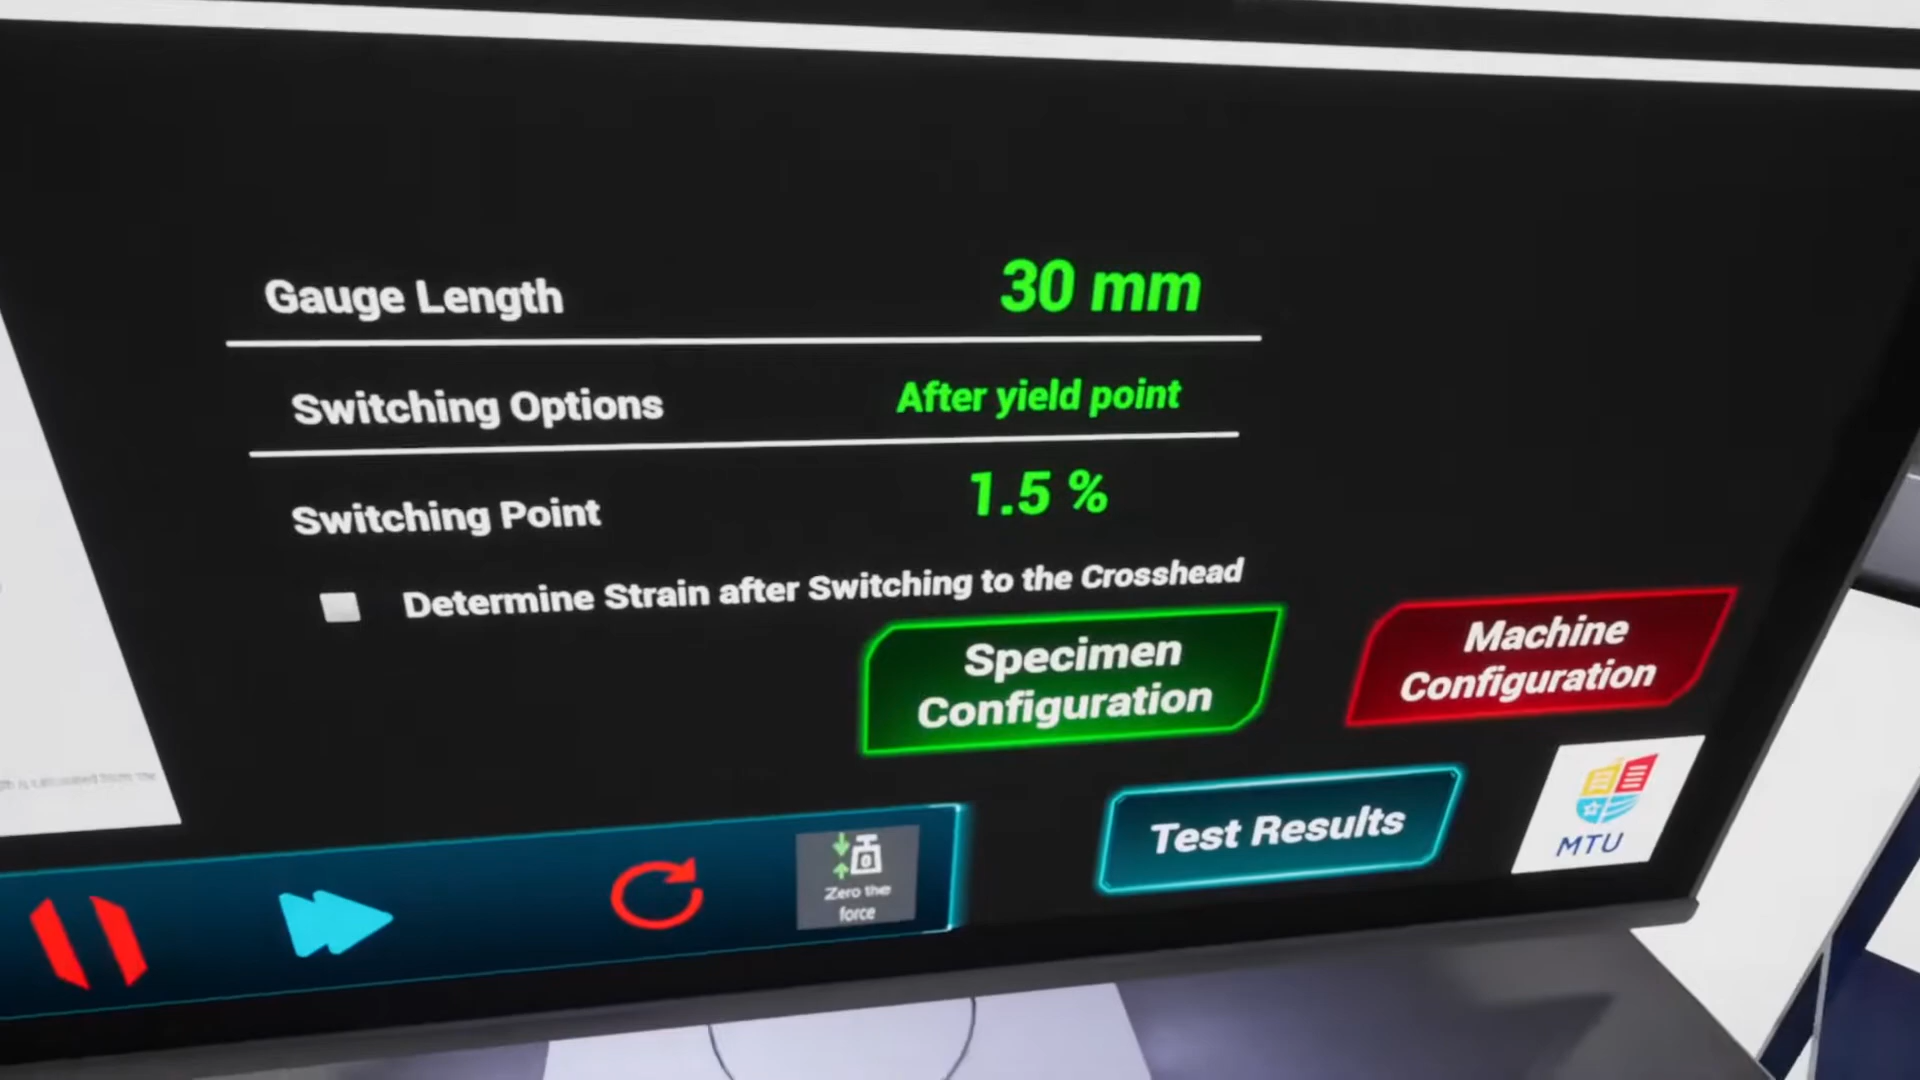 Gauge Length 30 mm
Switching Options After yield point
Switching Point 1.5 %
Determine Strain after Switching to the Crosshead
Specimen
Configuration
Machine
Configuration
Test Results
MTU
0
Zero the
force